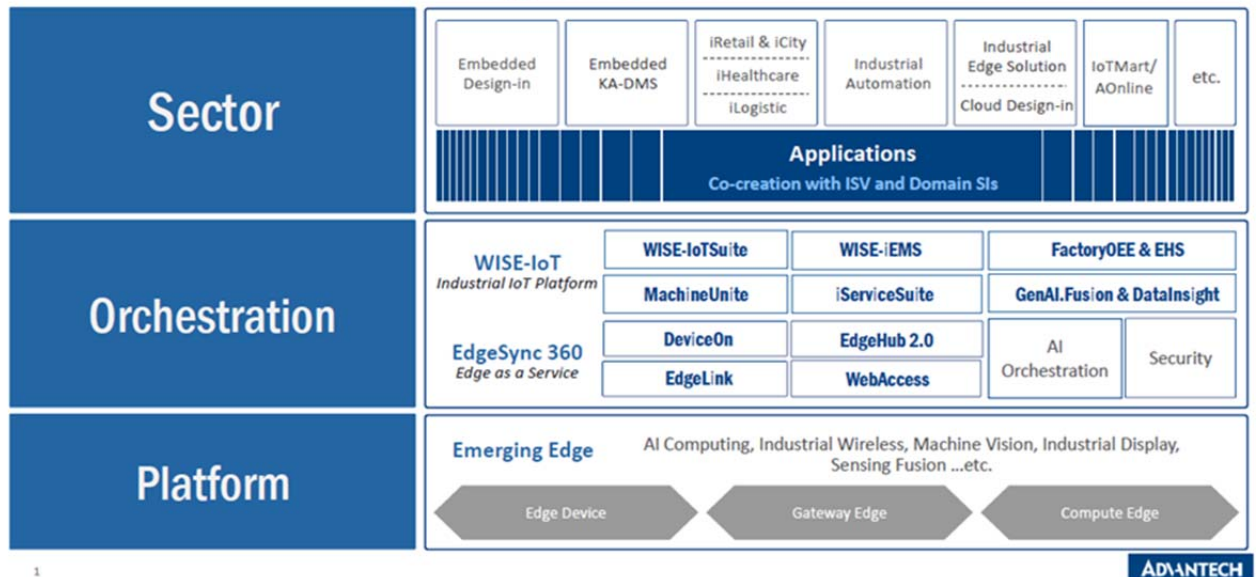 Sector
Embedded
Design-in
Embedded
KA-DMS
iRetail & iCity
iHealthcare
iLogistic
Industrial
Automation
Industrial
Edge Solution
Cloud Design-in
IoTMart/
AOnline
etc.
Applications
Co-creation with ISV and Domain SIs
Orchestration
WISE-IoT
Industrial IoT Platform
WISE-IoTSuite
WISE-iEMS
FactoryOEE & EHS
MachineUnite
iServiceSuite
GenAI.Fusion & DataInsight
EdgeSync 360
Edge as a Service
DeviceOn
EdgeHub 2.0
EdgeLink
WebAccess
AI
Orchestration
Security
Platform
Emerging Edge
AI Computing, Industrial Wireless, Machine Vision, Industrial Display,
Sensing Fusion ...etc.
Edge Device
Gateway Edge
Compute Edge
1
ADVANTECH